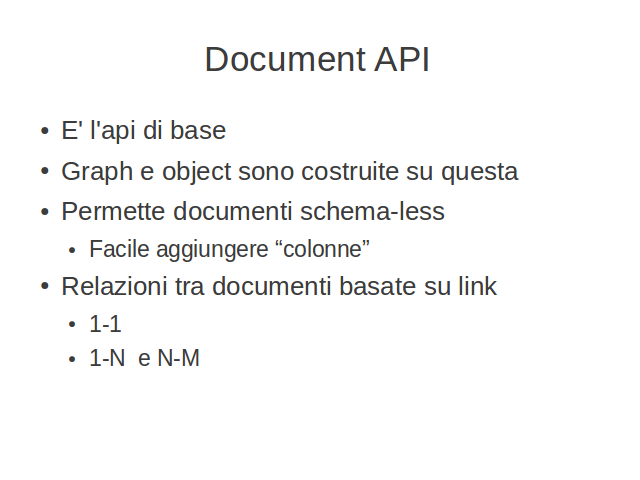 Document API
• E' l'api di base
• Graph e object sono costruite su questa
• Permette documenti schema-less
• Facile aggiungere “colonne”
• Relazioni tra documenti basate su link
• 1-1
• 1-N  e N-M